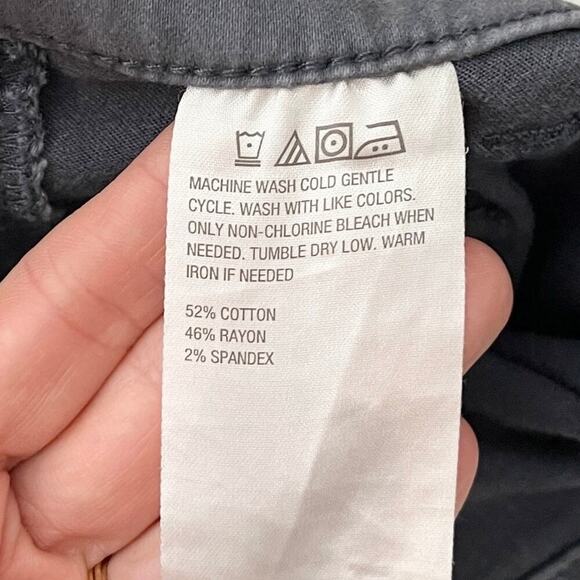 MACHINE WASH COLD GENTLE
CYCLE. WASH WITH LIKE COLORS.
ONLY NON-CHLORINE BLEACH WHEN
NEEDED. TUMBLE DRY LOW. WARM
IRON IF NEEDED
52% COTTON
46% RAYON
2% SPANDEX